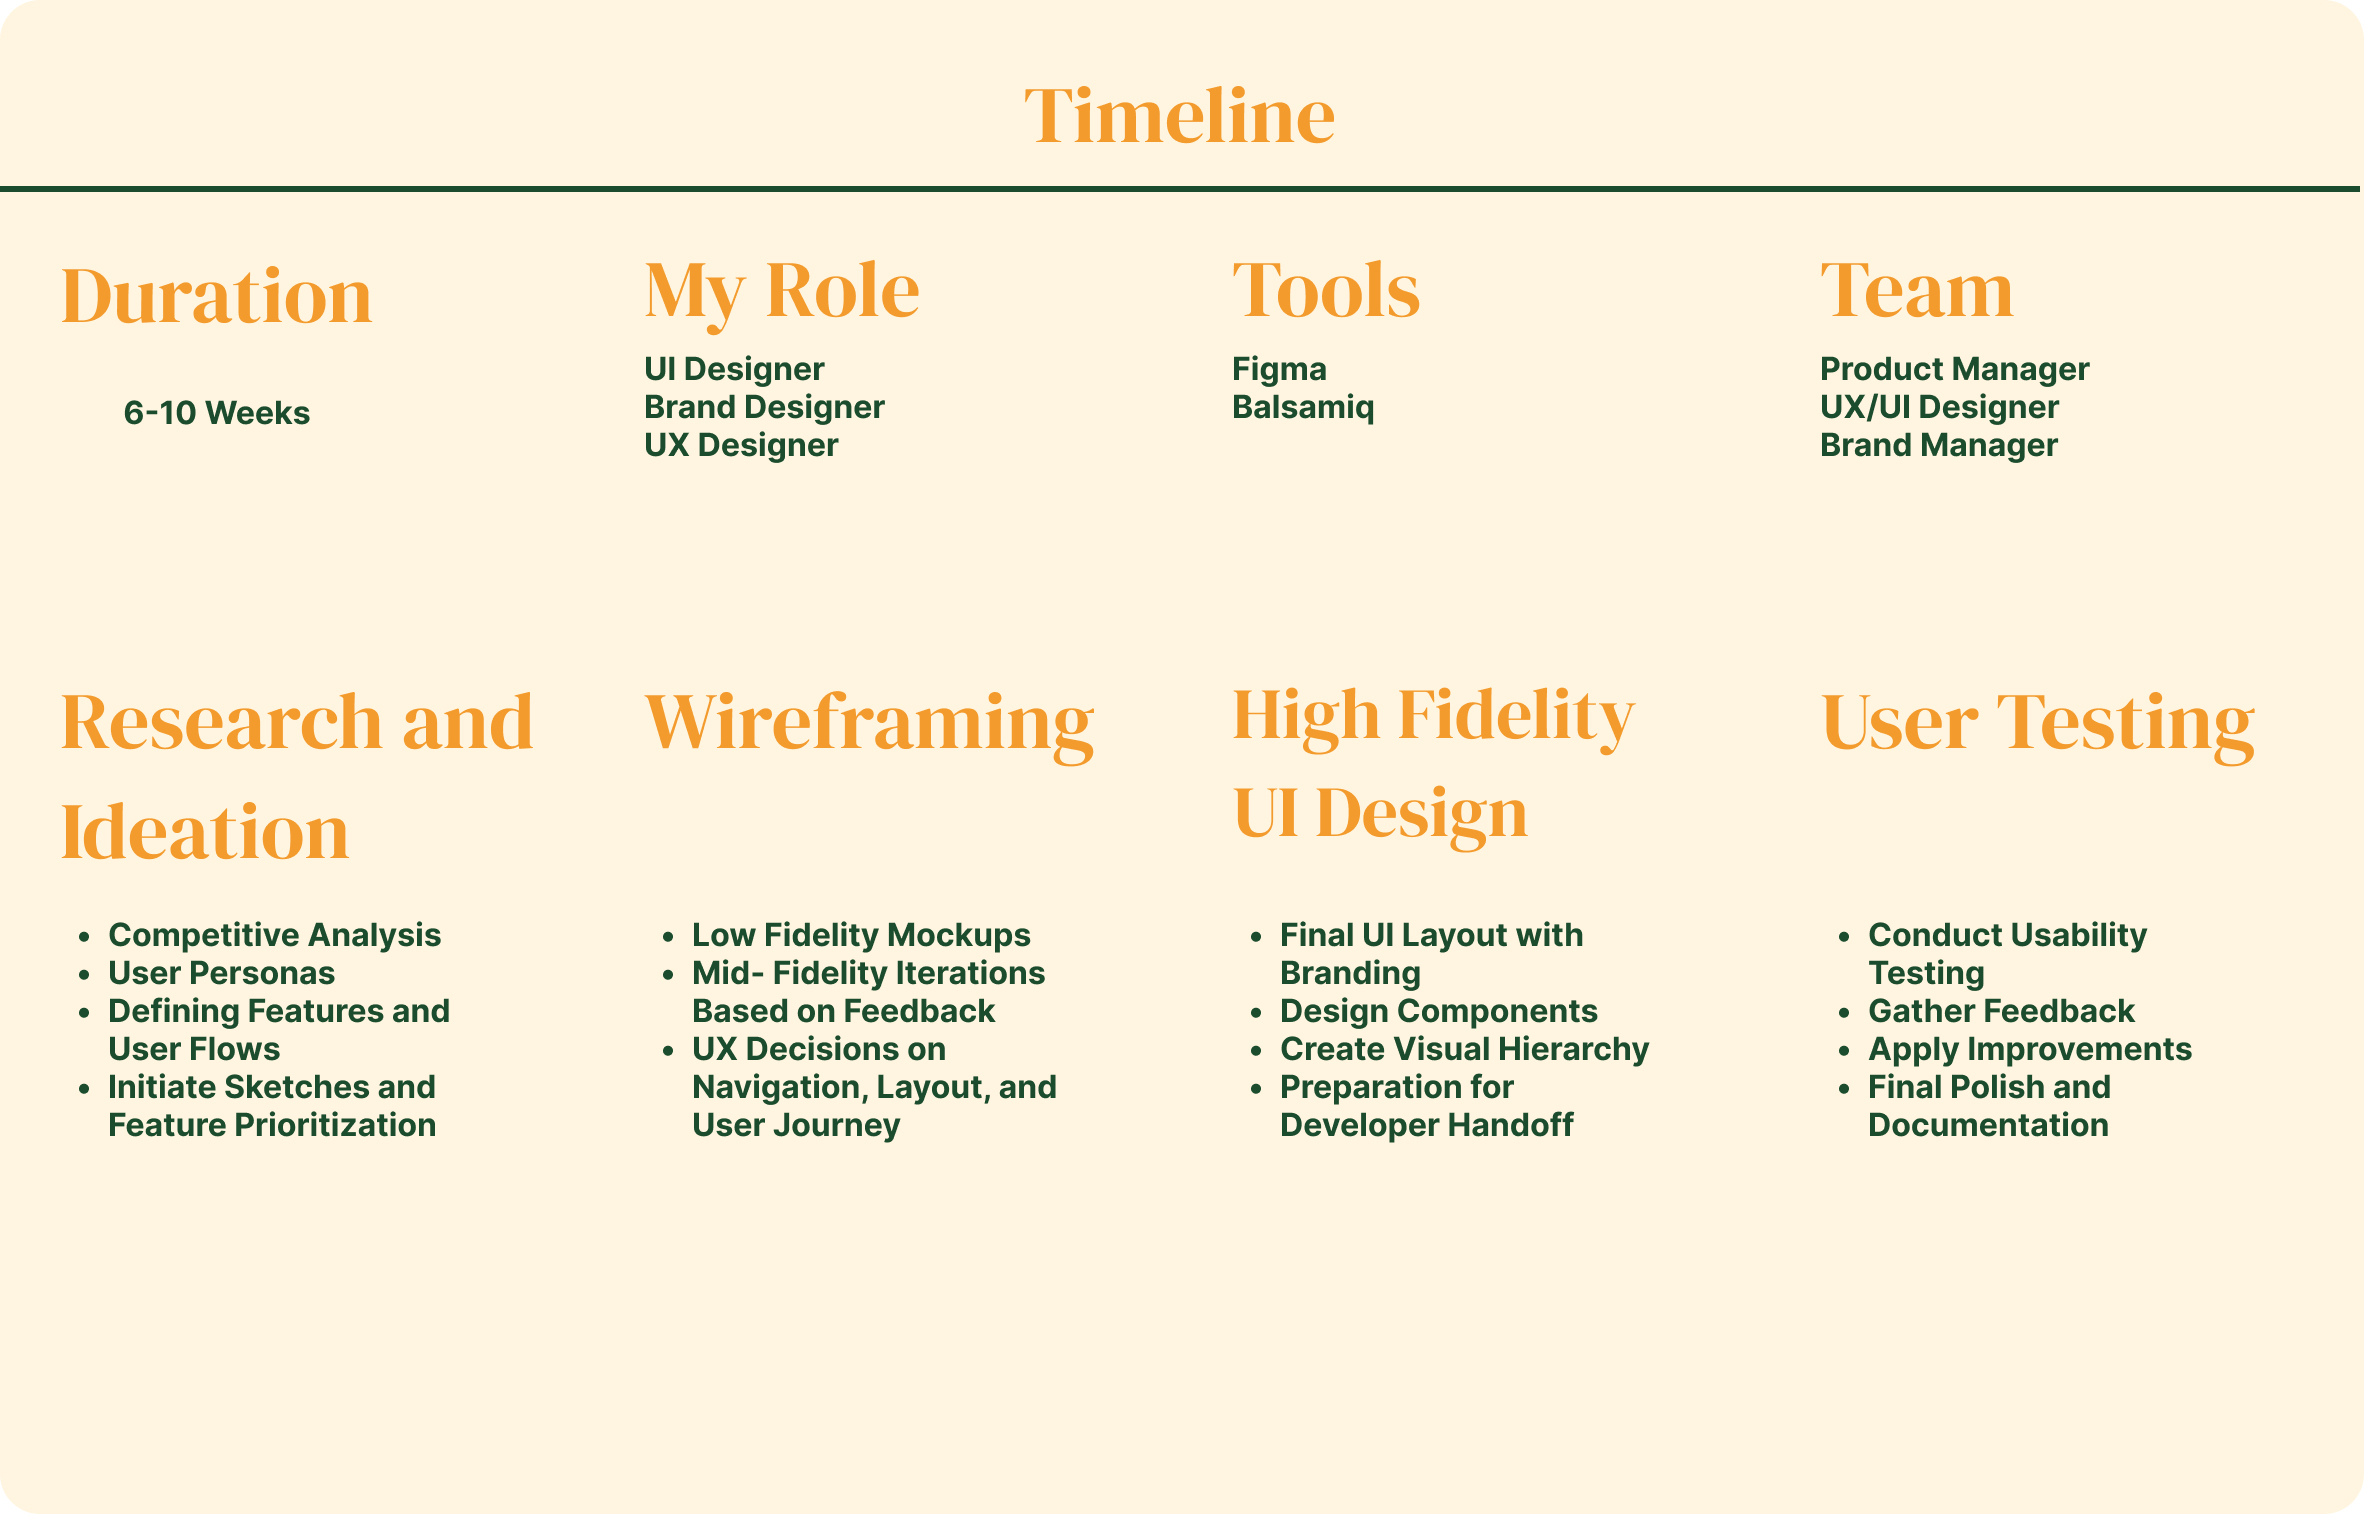 Timeline
Duration
6-10 Weeks
My Role
UI Designer
Brand Designer
UX Designer
Tools
Figma
Balsamiq
Team
Product Manager
UX/UI Designer
Brand Manager
Research and
Ideation
• Competitive Analysis
• User Personas
• Defining Features and
User Flows
• Initiate Sketches and
Feature Prioritization
Wireframing
• Low Fidelity Mockups
• Mid- Fidelity Iterations
Based on Feedback
• UX Decisions on
Navigation, Layout, and
User Journey
High Fidelity
UI Design
• Final UI Layout with
Branding
• Design Components
• Create Visual Hierarchy
• Preparation for
Developer Handoff
User Testing
• Conduct Usability
Testing
• Gather Feedback
• Apply Improvements
• Final Polish and
Documentation